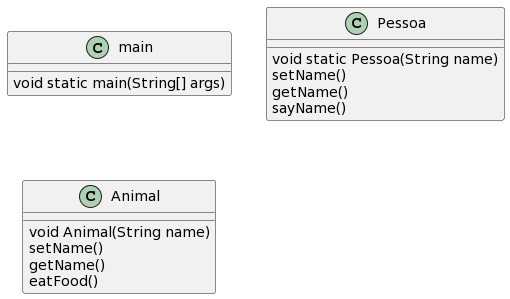 C main
void static main(String[] args)
C Pessoa
void static Pessoa(String name)
setName()
getName()
sayName()
C Animal
void Animal(String name)
setName()
getName()
eatFood()